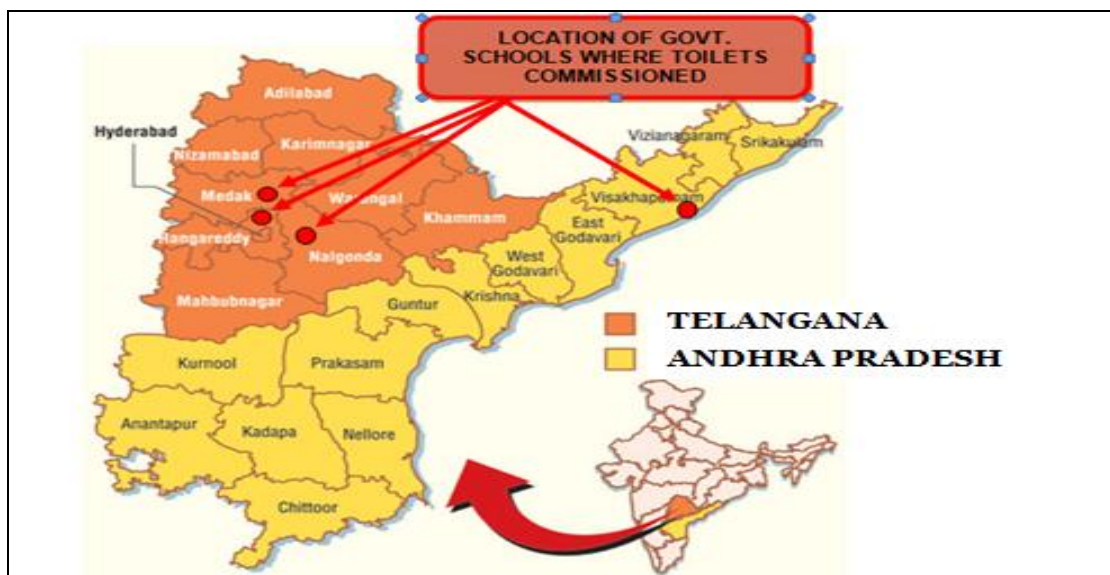 LOCATION OF GOVT.
SCHOOLS WHERE TOILETS
COMMISSIONED
Adilabad
Hyderabad
Nizamabad
Karimnagar
Vizianagaram
Srikakulam
Medak
Warangal
Visakhapatnam
Khammam
East
Godavari
Rangareddy
Nalgonda
West
Godavari
Mahbubnagar
Guntur
Krishna
TELANGANA
ANDHRA PRADESH
Kurnool
Prakasam
Anantapur
Kadapa
Nellore
Chittoor